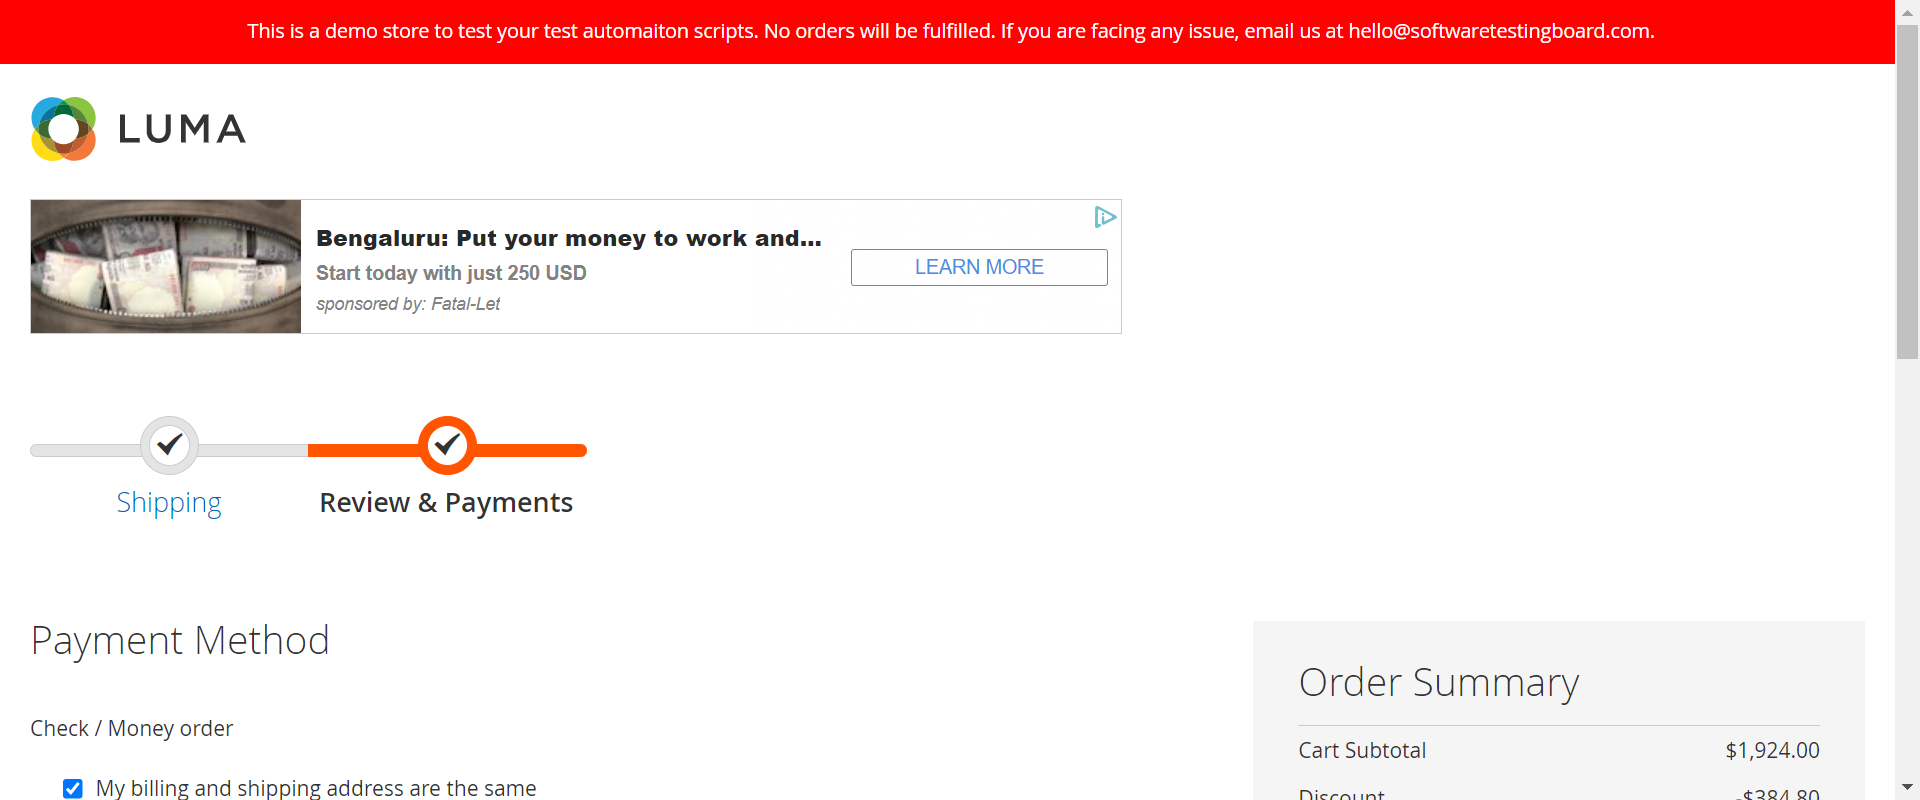 This is a demo store to test your test automaiton scripts. No orders will be fulfilled. If you are facing any issue, email us at hello@softwaretestingboard.com.
LUMA
Bengaluru: Put your money to work and...
Start today with just 250 USD
sponsored by: Fatal-Let
LEARN MORE
Shipping
Review & Payments
Payment Method
Check / Money order
My billing and shipping address are the same
Order Summary
Cart Subtotal $1,924.00
Discount -$384.80